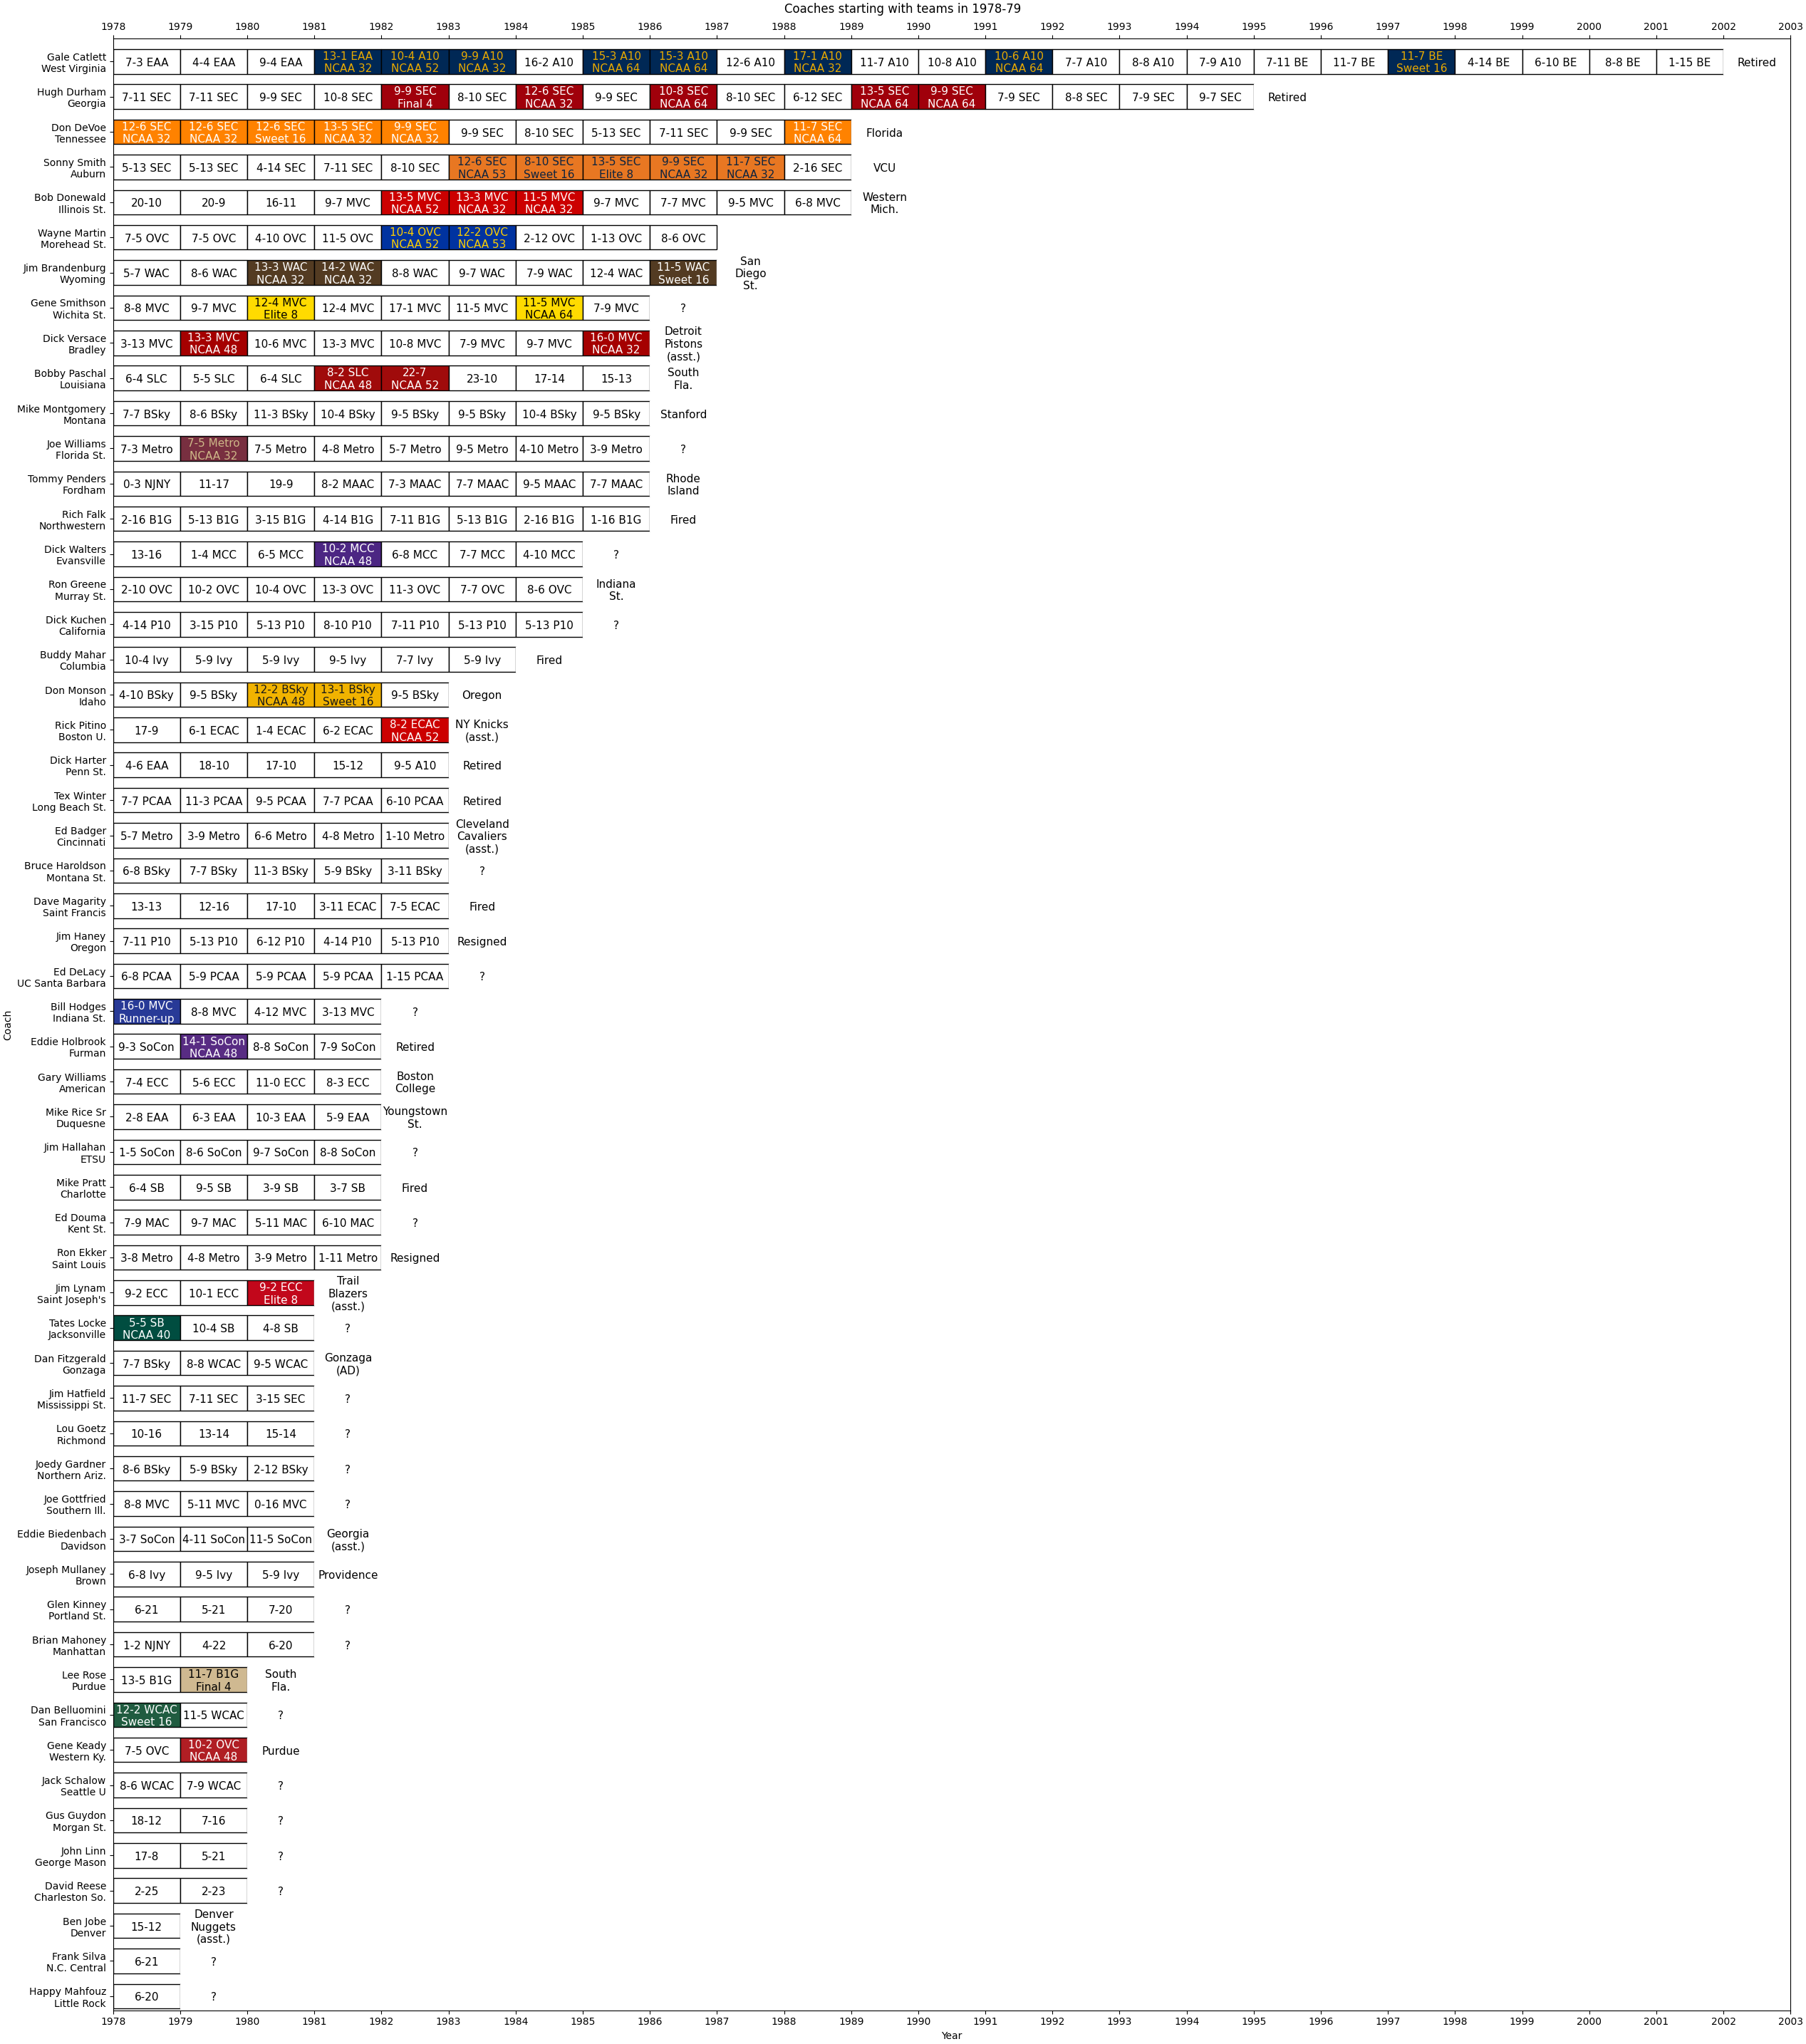 Coaches starting with teams in 1978-79
1978 1979 1980 1981 1982 1983 1984 1985 1986 1987 1988 1989 1990 1991 1992 1993 1994 1995 1996 1997 1998 1999 2000 2001 2002 2003
Gale Catlett
West Virginia
7-3 EAA 4-4 EAA 9-4 EAA 13-1 EAA NCAA 32 10-4 A10 NCAA 52 9-9 A10 NCAA 32 16-2 A10 15-3 A10 NCAA 64 15-3 A10 NCAA 64 12-6 A10 17-1 A10 NCAA 32 11-7 A10 10-8 A10 10-6 A10 NCAA 64 7-7 A10 8-8 A10 7-9 A10 7-11 BE 11-7 BE 11-7 BE Sweet 16 4-14 BE 6-10 BE 8-8 BE 1-15 BE Retired
Hugh Durham
Georgia
7-11 SEC 7-11 SEC 9-9 SEC 10-8 SEC 9-9 SEC Final 4 8-10 SEC 12-6 SEC NCAA 32 9-9 SEC 10-8 SEC NCAA 64 8-10 SEC 6-12 SEC 13-5 SEC NCAA 64 9-9 SEC NCAA 64 7-9 SEC 8-8 SEC 7-9 SEC 9-7 SEC Retired
Don DeVoe
Tennessee
12-6 SEC NCAA 32 12-6 SEC NCAA 32 12-6 SEC Sweet 16 13-5 SEC NCAA 32 9-9 SEC NCAA 32 9-9 SEC 8-10 SEC 5-13 SEC 7-11 SEC 9-9 SEC 11-7 SEC NCAA 64 Florida
Sonny Smith
Auburn
5-13 SEC 5-13 SEC 4-14 SEC 7-11 SEC 8-10 SEC 12-6 SEC NCAA 53 8-10 SEC Sweet 16 13-5 SEC Elite 8 9-9 SEC NCAA 32 11-7 SEC NCAA 32 2-16 SEC VCU
Bob Donewald
Illinois St.
20-10 20-9 16-11 9-7 MVC 13-5 MVC NCAA 52 13-3 MVC NCAA 32 11-5 MVC NCAA 32 9-7 MVC 7-7 MVC 9-5 MVC 6-8 MVC Western Mich.
Wayne Martin
Morehead St.
7-5 OVC 7-5 OVC 4-10 OVC 11-5 OVC 10-4 OVC NCAA 52 12-2 OVC NCAA 53 2-12 OVC 1-13 OVC 8-6 OVC
Jim Brandenburg
Wyoming
5-7 WAC 8-6 WAC 13-3 WAC NCAA 32 14-2 WAC NCAA 32 8-8 WAC 9-7 WAC 7-9 WAC 12-4 WAC 11-5 WAC Sweet 16 San Diego St.
Gene Smithson
Wichita St.
8-8 MVC 9-7 MVC 12-4 MVC Elite 8 12-4 MVC 17-1 MVC 11-5 MVC 11-5 MVC NCAA 64 7-9 MVC ?
Dick Versace
Bradley
3-13 MVC 13-3 MVC NCAA 48 10-6 MVC 13-3 MVC 10-8 MVC 7-9 MVC 9-7 MVC 16-0 MVC NCAA 32 Detroit Pistons (asst.)
Bobby Paschal
Louisiana
6-4 SLC 5-5 SLC 6-4 SLC 8-2 SLC NCAA 48 22-7 NCAA 52 23-10 17-14 15-13 South Fla.
Mike Montgomery
Montana
7-7 BSky 8-6 BSky 11-3 BSky 10-4 BSky 9-5 BSky 9-5 BSky 10-4 BSky 9-5 BSky Stanford
Joe Williams
Florida St.
7-3 Metro 7-5 Metro NCAA 32 7-5 Metro 4-8 Metro 5-7 Metro 9-5 Metro 4-10 Metro 3-9 Metro ?
Tommy Penders
Fordham
0-3 NJNY 11-17 19-9 8-2 MAAC 7-3 MAAC 7-7 MAAC 9-5 MAAC 7-7 MAAC Rhode Island
Rich Falk
Northwestern
2-16 B1G 5-13 B1G 3-15 B1G 4-14 B1G 7-11 B1G 5-13 B1G 2-16 B1G 1-16 B1G Fired
Dick Walters
Evansville
13-16 1-4 MCC 6-5 MCC 10-2 MCC NCAA 48 6-8 MCC 7-7 MCC 4-10 MCC ?
Ron Greene
Murray St.
2-10 OVC 10-2 OVC 10-4 OVC 13-3 OVC 11-3 OVC 7-7 OVC 8-6 OVC Indiana St.
Dick Kuchen
California
4-14 P10 3-15 P10 5-13 P10 8-10 P10 7-11 P10 5-13 P10 5-13 P10 ?
Buddy Mahar
Columbia
10-4 Ivy 5-9 Ivy 5-9 Ivy 9-5 Ivy 7-7 Ivy 5-9 Ivy Fired
Don Monson
Idaho
4-10 BSky 9-5 BSky 12-2 BSky NCAA 48 13-1 BSky Sweet 16 9-5 BSky Oregon
Rick Pitino
Boston U.
17-9 6-1 ECAC 1-4 ECAC 6-2 ECAC 8-2 ECAC NCAA 52 NY Knicks (asst.)
Dick Harter
Penn St.
4-6 EAA 18-10 17-10 15-12 9-5 A10 Retired
Tex Winter
Long Beach St.
7-7 PCAA 11-3 PCAA 9-5 PCAA 7-7 PCAA 6-10 PCAA Retired
Ed Badger
Cincinnati
5-7 Metro 3-9 Metro 6-6 Metro 4-8 Metro 1-10 Metro Cleveland Cavaliers (asst.)
Bruce Haroldson
Montana St.
6-8 BSky 7-7 BSky 11-3 BSky 5-9 BSky 3-11 BSky ?
Dave Magarity
Saint Francis
13-13 12-16 17-10 3-11 ECAC 7-5 ECAC Fired
Jim Haney
Oregon
7-11 P10 5-13 P10 6-12 P10 4-14 P10 5-13 P10 Resigned
Ed DeLacy
UC Santa Barbara
6-8 PCAA 5-9 PCAA 5-9 PCAA 5-9 PCAA 1-15 PCAA ?
Bill Hodges
Indiana St.
16-0 MVC Runner-up 8-8 MVC 4-12 MVC 3-13 MVC ?
Coach
Eddie Holbrook
Furman
9-3 SoCon 14-1 SoCon NCAA 48 8-8 SoCon 7-9 SoCon Retired
Gary Williams
American
7-4 ECC 5-6 ECC 11-0 ECC 8-3 ECC Boston College
Mike Rice Sr
Duquesne
2-8 EAA 6-3 EAA 10-3 EAA 5-9 EAA Youngstown St.
Jim Hallahan
ETSU
1-5 SoCon 8-6 SoCon 9-7 SoCon 8-8 SoCon ?
Mike Pratt
Charlotte
6-4 SB 9-5 SB 3-9 SB 3-7 SB Fired
Ed Douma
Kent St.
7-9 MAC 9-7 MAC 5-11 MAC 6-10 MAC ?
Ron Ekker
Saint Louis
3-8 Metro 4-8 Metro 3-9 Metro 1-11 Metro Resigned
Jim Lynam
Saint Joseph's
9-2 ECC 10-1 ECC 9-2 ECC Elite 8 Trail Blazers (asst.)
Tates Locke
Jacksonville
5-5 SB NCAA 40 10-4 SB 4-8 SB ?
Dan Fitzgerald
Gonzaga
7-7 BSky 8-8 WCAC 9-5 WCAC Gonzaga (AD)
Jim Hatfield
Mississippi St.
11-7 SEC 7-11 SEC 3-15 SEC ?
Lou Goetz
Richmond
10-16 13-14 15-14 ?
Joedy Gardner
Northern Ariz.
8-6 BSky 5-9 BSky 2-12 BSky ?
Joe Gottfried
Southern Ill.
8-8 MVC 5-11 MVC 0-16 MVC ?
Eddie Biedenbach
Davidson
3-7 SoCon 4-11 SoCon 11-5 SoCon Georgia (asst.)
Joseph Mullaney
Brown
6-8 Ivy 9-5 Ivy 5-9 Ivy Providence
Glen Kinney
Portland St.
6-21 5-21 7-20 ?
Brian Mahoney
Manhattan
1-2 NJNY 4-22 6-20 ?
Lee Rose
Purdue
13-5 B1G 11-7 B1G Final 4 South Fla.
Dan Belluomini
San Francisco
12-2 WCAC Sweet 16 11-5 WCAC ?
Gene Keady
Western Ky.
7-5 OVC 10-2 OVC NCAA 48 Purdue
Jack Schalow
Seattle U
8-6 WCAC 7-9 WCAC ?
Gus Guydon
Morgan St.
18-12 7-16 ?
John Linn
George Mason
17-8 5-21 ?
David Reese
Charleston So.
2-25 2-23 ?
Ben Jobe
Denver
15-12 Denver Nuggets (asst.)
Frank Silva
N.C. Central
6-21 ?
Happy Mahfouz
Little Rock
6-20 ?
1978 1979 1980 1981 1982 1983 1984 1985 1986 1987 1988 1989 1990 1991 1992 1993 1994 1995 1996 1997 1998 1999 2000 2001 2002 2003
Year